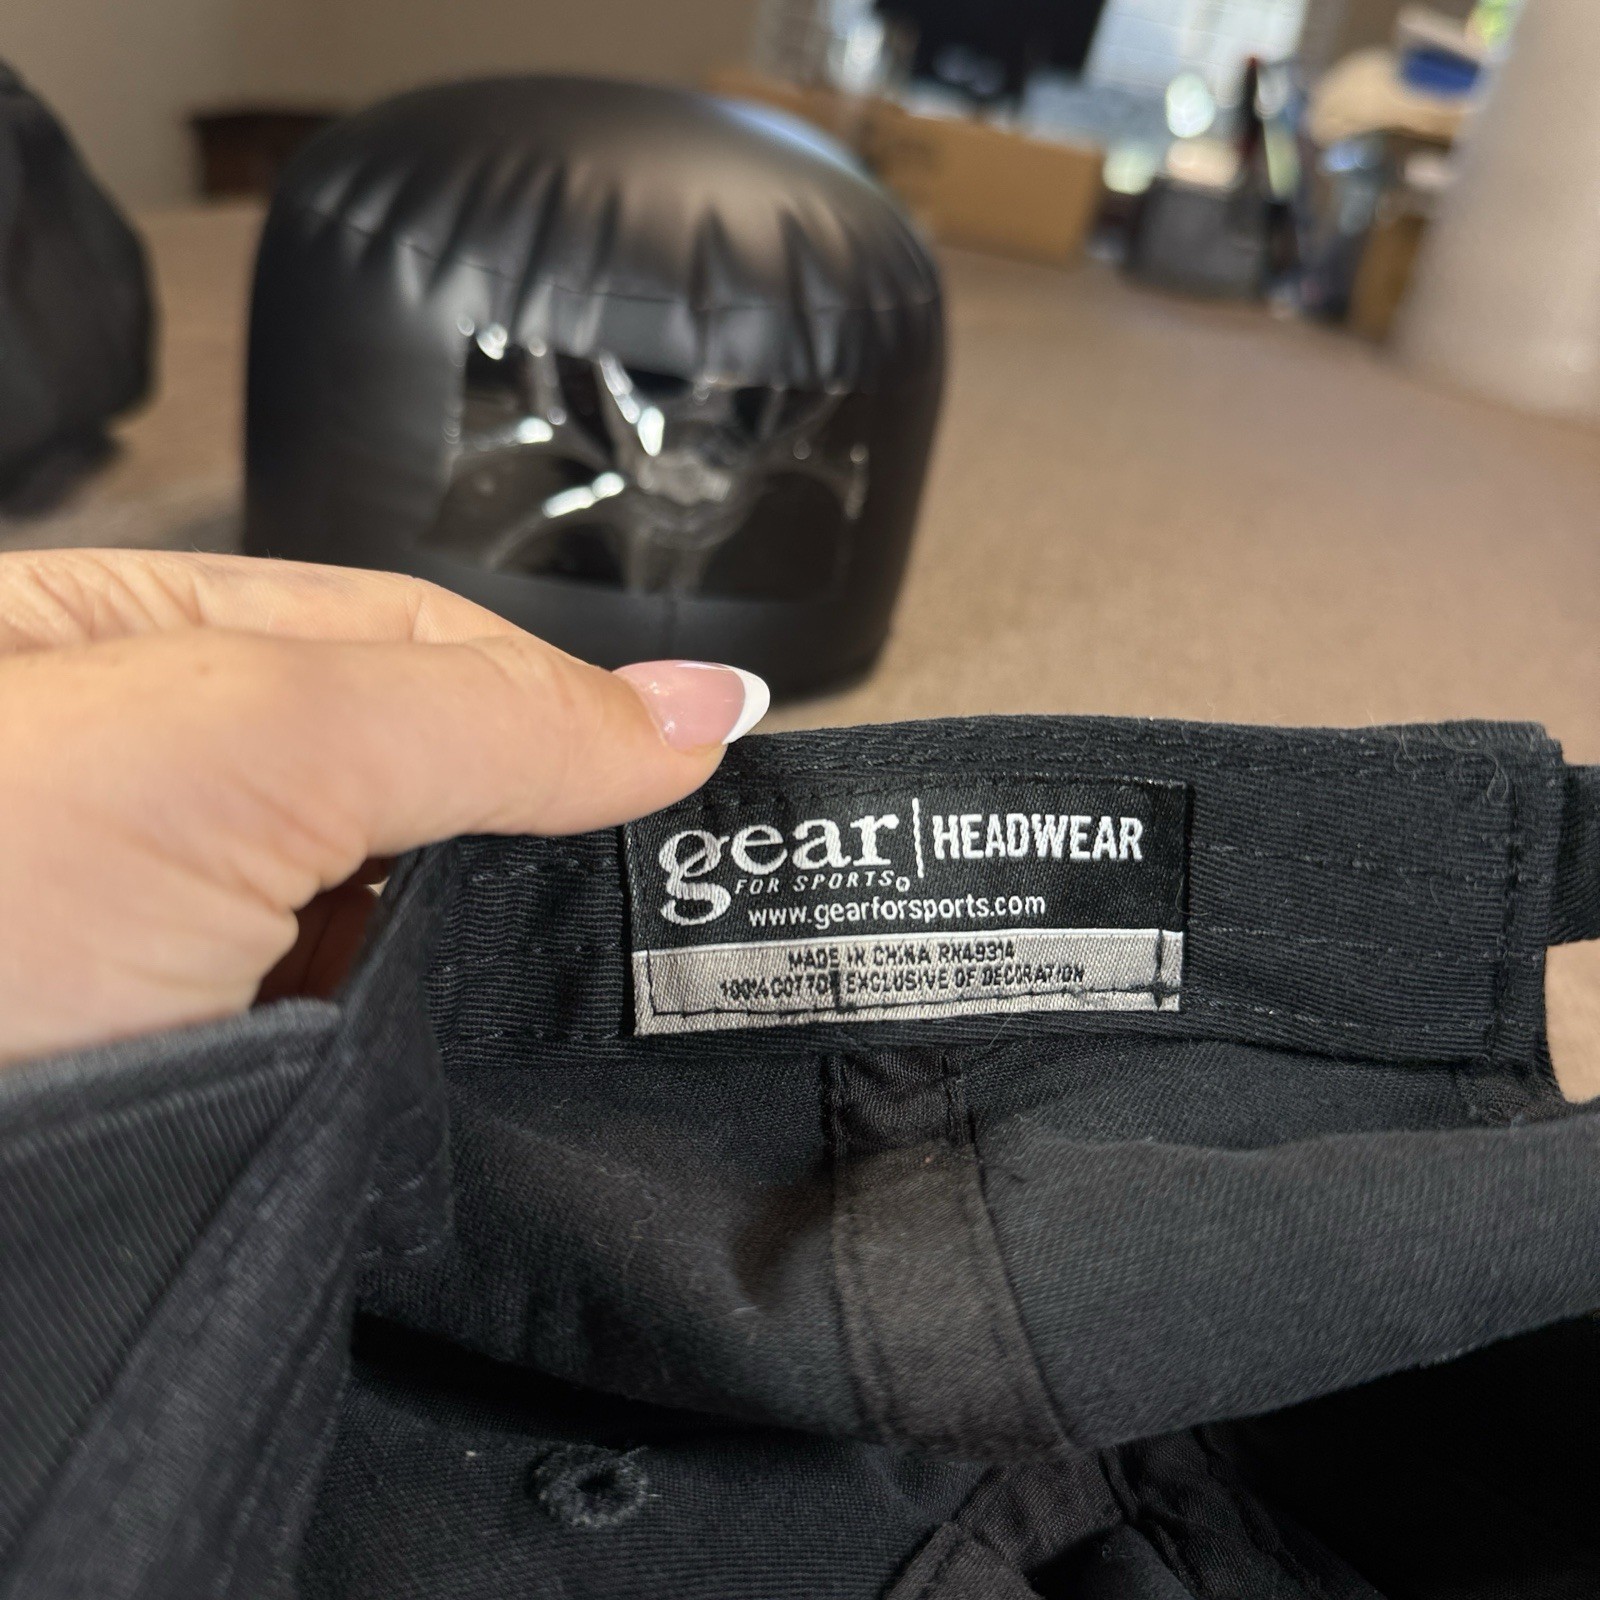 gear | HEADWEAR
FOR SPORTS®
www.gearforsports.com
MADE IN CHINA RN49314
100% COTTON EXCLUSIVE OF DECORATION